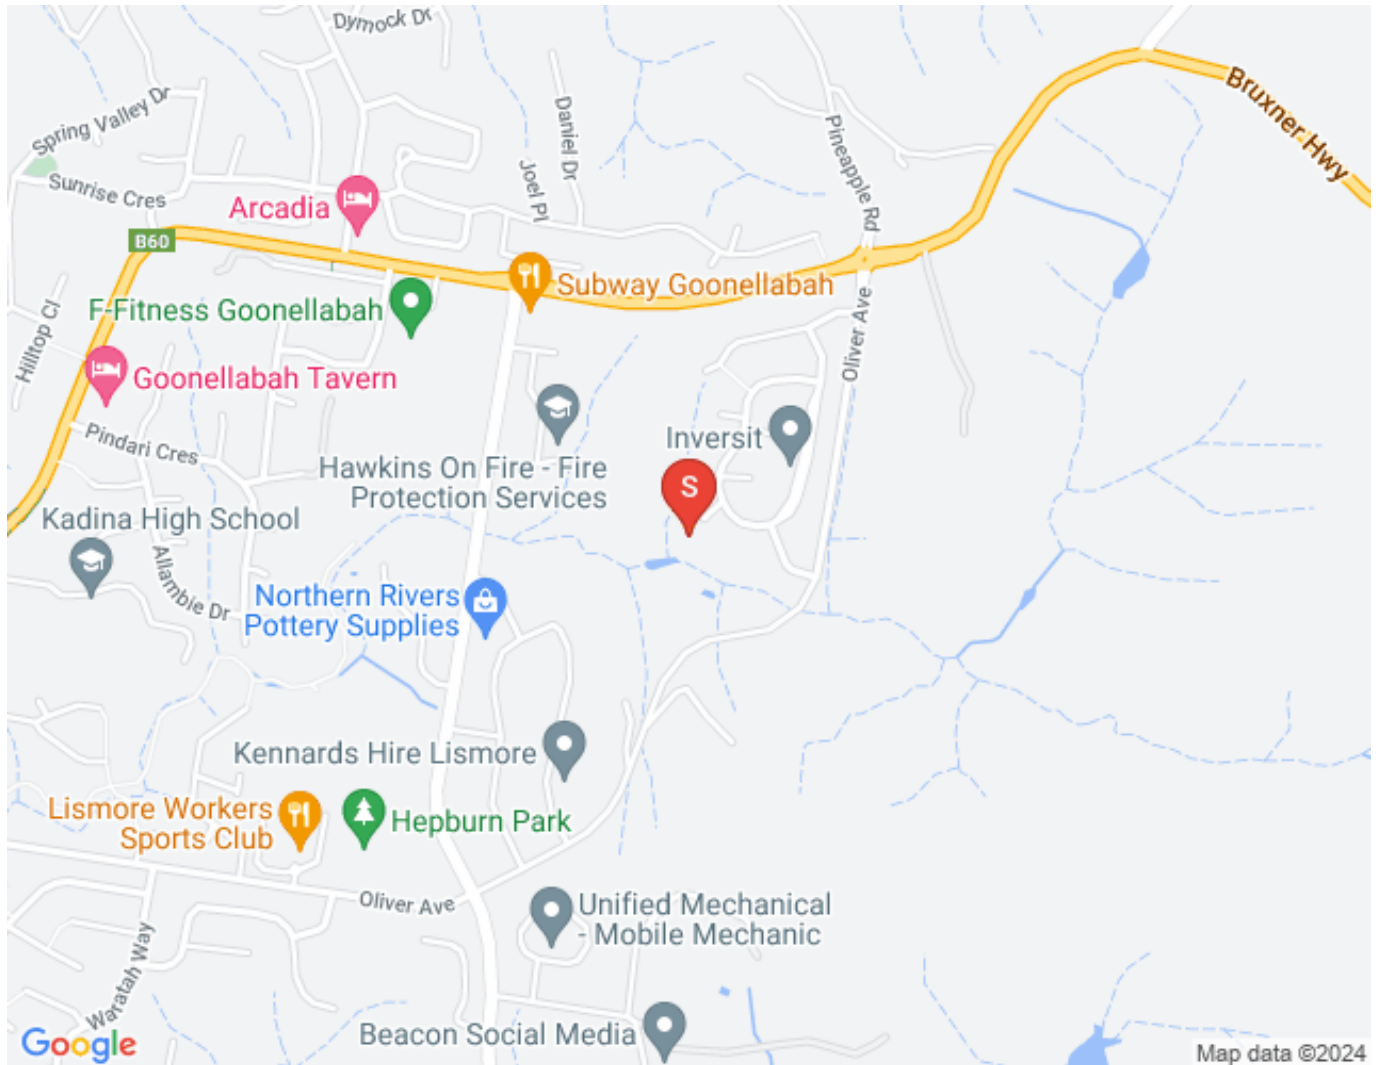 Dymock Dr
Spring Valley Dr
Daniel Dr
Pineapple Rd
Bruxner Hwy
Joel Pl
Sunrise Cres
Arcadia
B60
Subway Goonellabah
F-Fitness Goonellabah
Hilltop Cl
Oliver Ave
Goonellabah Tavern
Pindari Cres
Inversit
Hawkins On Fire - Fire
Protection Services
S
Kadina High School
Allambie Dr
Northern Rivers
Pottery Supplies
Kennards Hire Lismore
Lismore Workers
Sports Club
Hepburn Park
Oliver Ave
Unified Mechanical
- Mobile Mechanic
Waratah Way
Beacon Social Media
Google
Map data ©2024